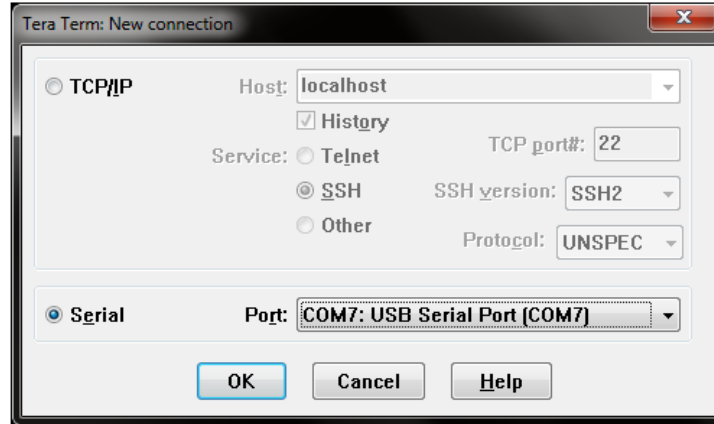 Tera Term: New connection
TCP/IP Host: localhost
History
Service: Telnet TCP port#: 22
SSH SSH version: SSH2
Other Protocol: UNSPEC
Serial Port: COM7: USB Serial Port (COM7)
OK Cancel Help